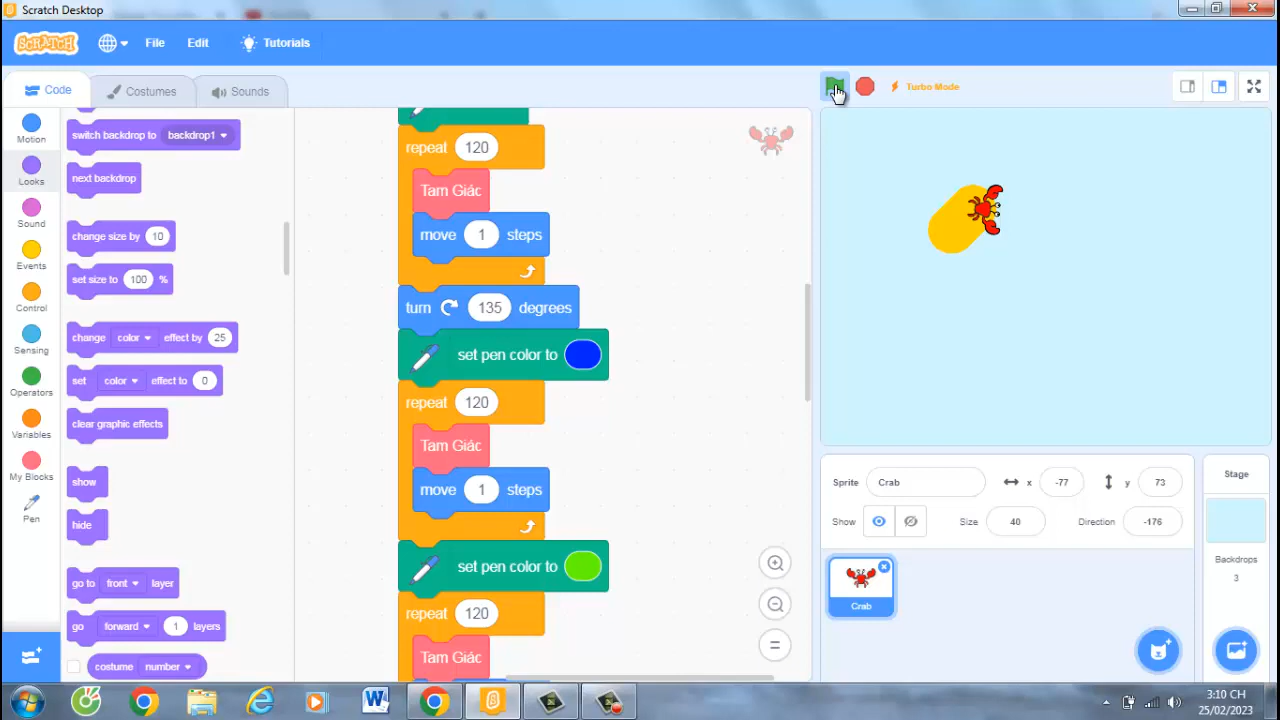 Scratch Desktop
SCRATCH File Edit Tutorials
Code Costumes Sounds
Turbo Mode
Motion
Looks
Sound
Events
Control
Sensing
Operators
Variables
My Blocks
Pen
switch backdrop to backdrop1
next backdrop
change size by 10
set size to 100 %
change color effect by 25
set color effect to 0
clear graphic effects
show
hide
go to front layer
go forward 1 layers
costume number
repeat 120
Tam Giác
move 1 steps
turn 135 degrees
set pen color to
repeat 120
Tam Giác
move 1 steps
set pen color to
repeat 120
Tam Giác
Sprite Crab x -77 y 73
Show Size 40 Direction -176
Crab
Stage
Backdrops
3
3:10 CH
25/02/2023